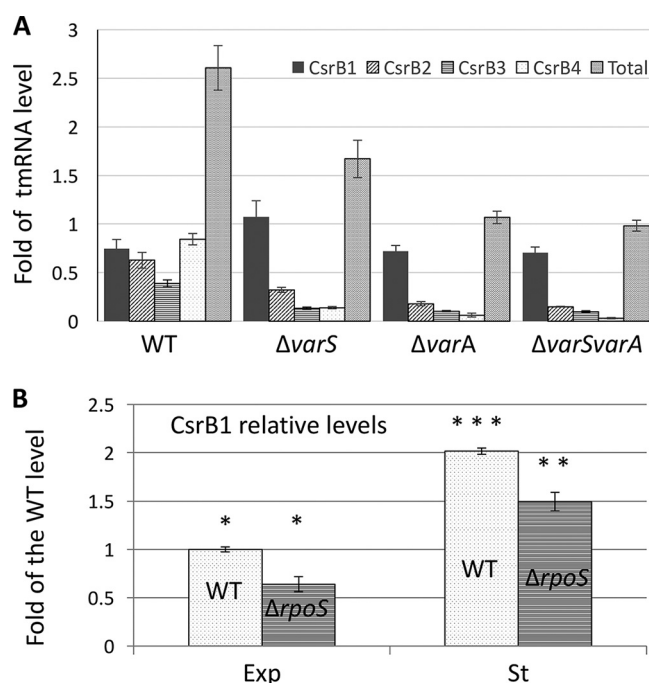 A
3
CsrB1 CsrB2 CsrB3 CsrB4 Total
2.5
2
1.5
1
0.5
0
Fold of tmRNA level
WT ΔvarS ΔvarA ΔvarSvarA
B
2.5
CsrB1 relative levels
* * *
2
* *
1.5
* *
1
WT ΔrpoS WT ΔrpoS
0.5
0
Fold of the WT level
Exp St